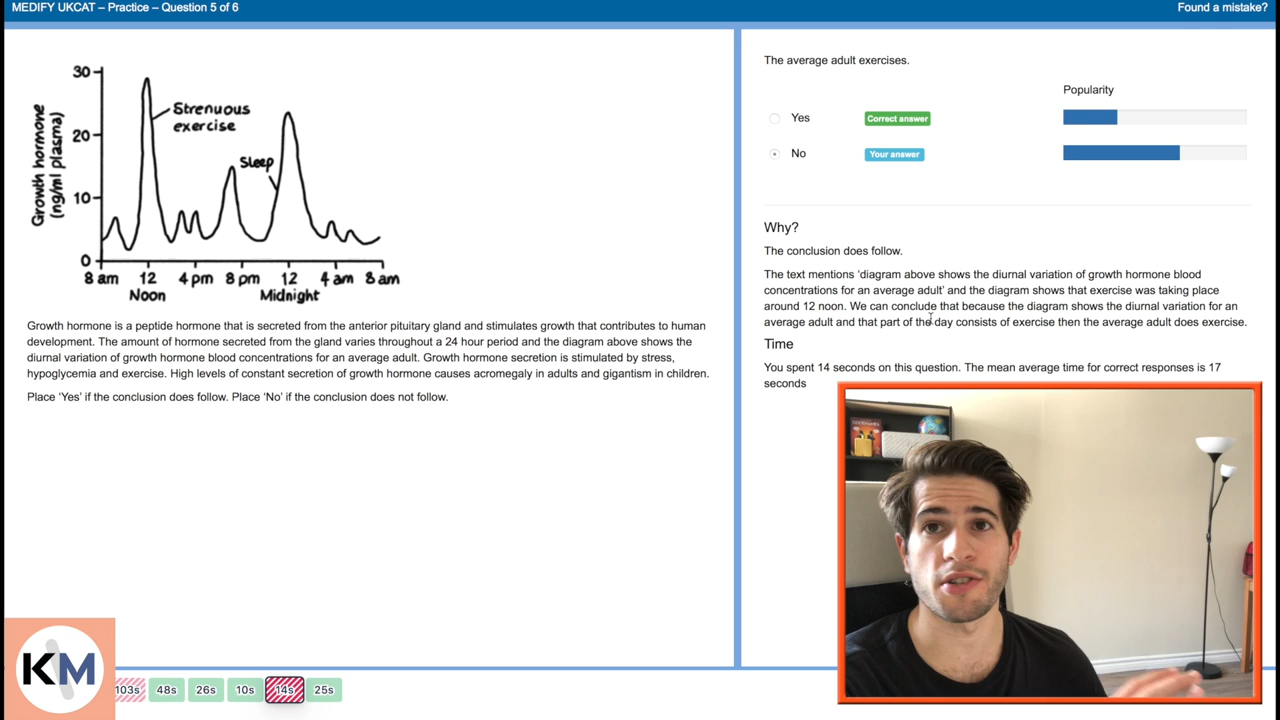 MEDIFY UKCAT – Practice – Question 5 of 6
Found a mistake?
30
20
10
0
Growth hormone
(ng/ml plasma)
Strenuous
exercise
Sleep
8 am 12 4 pm 8 pm 12 4 am 8 am
Noon Midnight
Growth hormone is a peptide hormone that is secreted from the anterior pituitary gland and stimulates growth that contributes to human
development. The amount of hormone secreted from the gland varies throughout a 24 hour period and the diagram above shows the
diurnal variation of growth hormone blood concentrations for an average adult. Growth hormone secretion is stimulated by stress,
hypoglycemia and exercise. High levels of constant secretion of growth hormone causes acromegaly in adults and gigantism in children.
Place ‘Yes’ if the conclusion does follow. Place ‘No’ if the conclusion does not follow.
The average adult exercises.
Popularity
Yes Correct answer
No Your answer
Why?
The conclusion does follow.
The text mentions ‘diagram above shows the diurnal variation of growth hormone blood
concentrations for an average adult’ and the diagram shows that exercise was taking place
around 12 noon. We can conclude that because the diagram shows the diurnal variation for an
average adult and that part of the day consists of exercise then the average adult does exercise.
Time
You spent 14 seconds on this question. The mean average time for correct responses is 17
seconds
KM
103s 48s 26s 10s 14s 25s